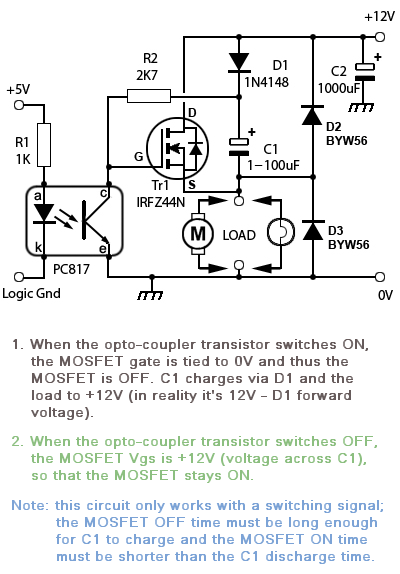 +12V
R2
2K7
D1
1N4148
C2
1000uF
+
+5V
D
D2
BYW56
R1
1K
+
C1
1-100uF
G
Tr1
S
IRFZ44N
a
c
M
LOAD
D3
BYW56
k
e
PC817
Logic Gnd
0V
1. When the opto-coupler transistor switches ON,
the MOSFET gate is tied to 0V and thus the
MOSFET is OFF. C1 charges via D1 and the
load to +12V (in reality it's 12V - D1 forward
voltage).
2. When the opto-coupler transistor switches OFF,
the MOSFET Vgs is +12V (voltage across C1),
so that the MOSFET stays ON.
Note: this circuit only works with a switching signal;
the MOSFET OFF time must be long enough
for C1 to charge and the MOSFET ON time
must be shorter than the C1 discharge time.